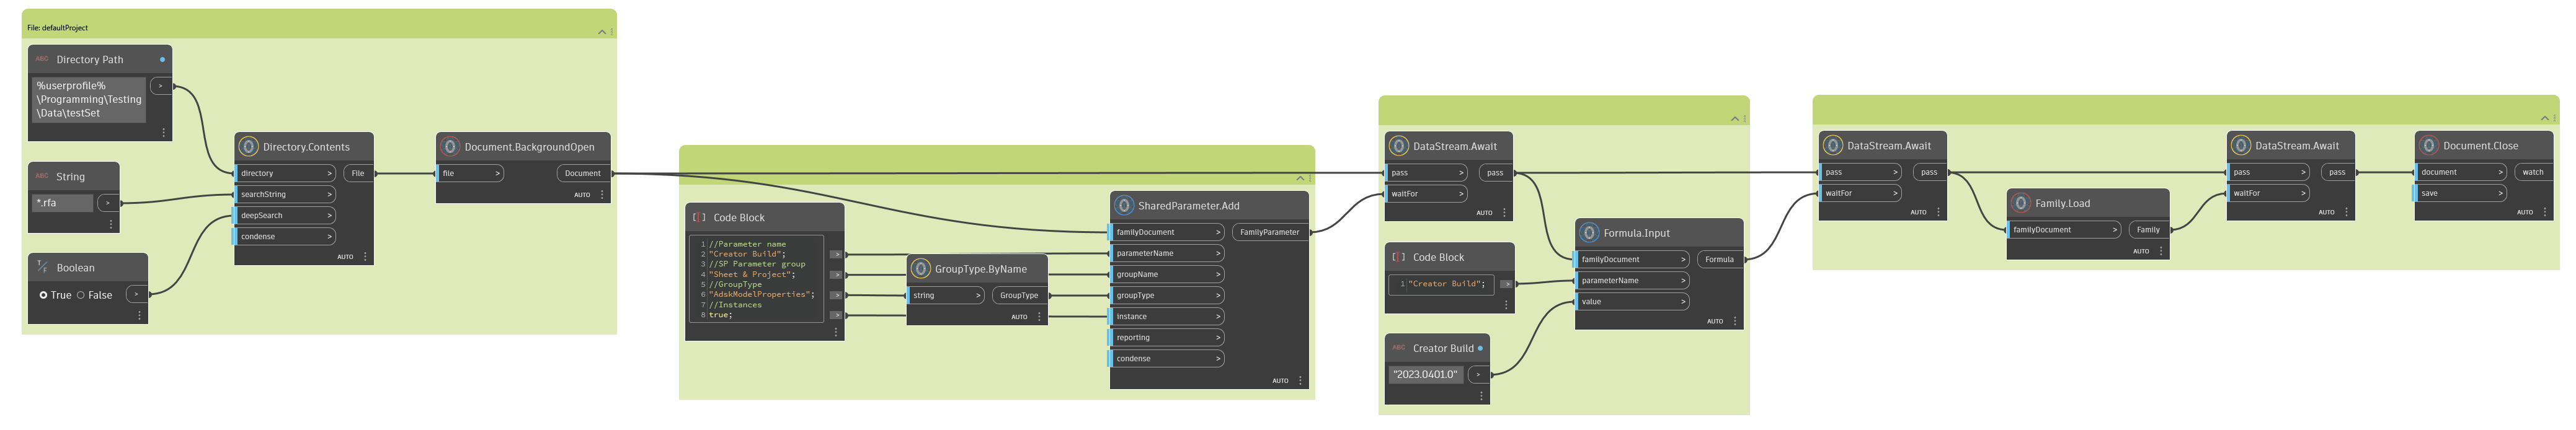 File: defaultProject
ABC Directory Path
%userprofile%
\Programming\Testing
\Data\testSet
>
ABC String
*.rfa
>
T/F Boolean
True False
>
Directory.Contents
directory > File
searchString >
deepSearch >
condense >
AUTO
Document.BackgroundOpen
file > Document
AUTO
[ ] Code Block
1 //Parameter name
2 "Creator Build"; >
3 //SP Parameter group
4 "Sheet & Project"; >
5 //GroupType
6 "AdskModelProperties"; >
7 //Instances
8 true; >
GroupType.ByName
string > GroupType
AUTO
SharedParameter.Add
familyDocument > FamilyParameter
parameterName >
groupName >
groupType >
instance >
reporting >
condense >
AUTO
DataStream.Await
pass > pass
waitFor >
AUTO
[ ] Code Block
1 "Creator Build"; >
ABC Creator Build
"2023.0401.0" >
Formula.Input
familyDocument > Formula
parameterName >
value >
AUTO
DataStream.Await
pass > pass
waitFor >
AUTO
Family.Load
familyDocument > Family
AUTO
DataStream.Await
pass > pass
waitFor >
AUTO
Document.Close
document > watch
save >
AUTO